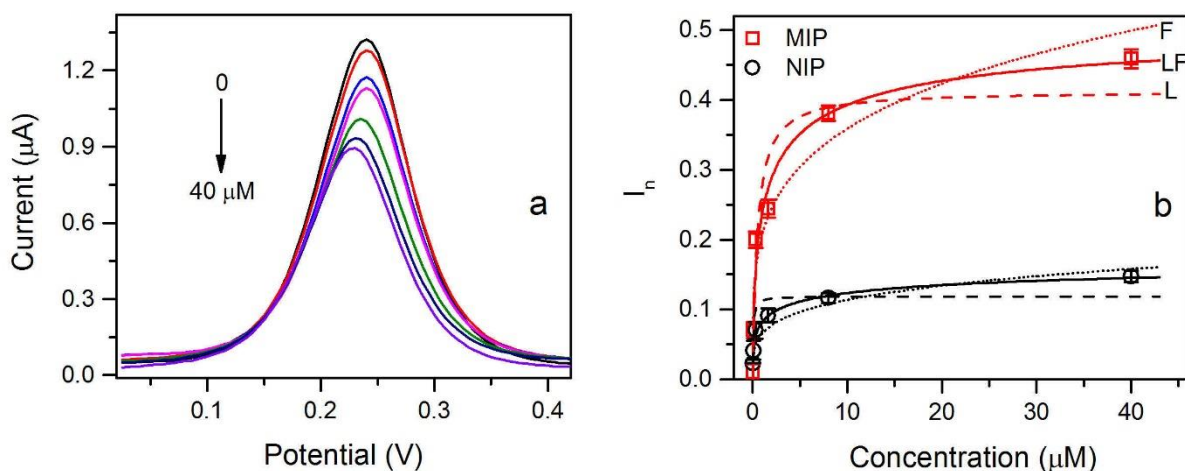 1.2
0.9
0.6
0.3
0.0
Current (μA)
0
40 μM
a
0.1
0.2
0.3
0.4
Potential (V)
0.5
0.4
0.3
0.2
0.1
0.0
I_n
MIP
NIP
F
LF
L
b
0
10
20
30
40
Concentration (μM)